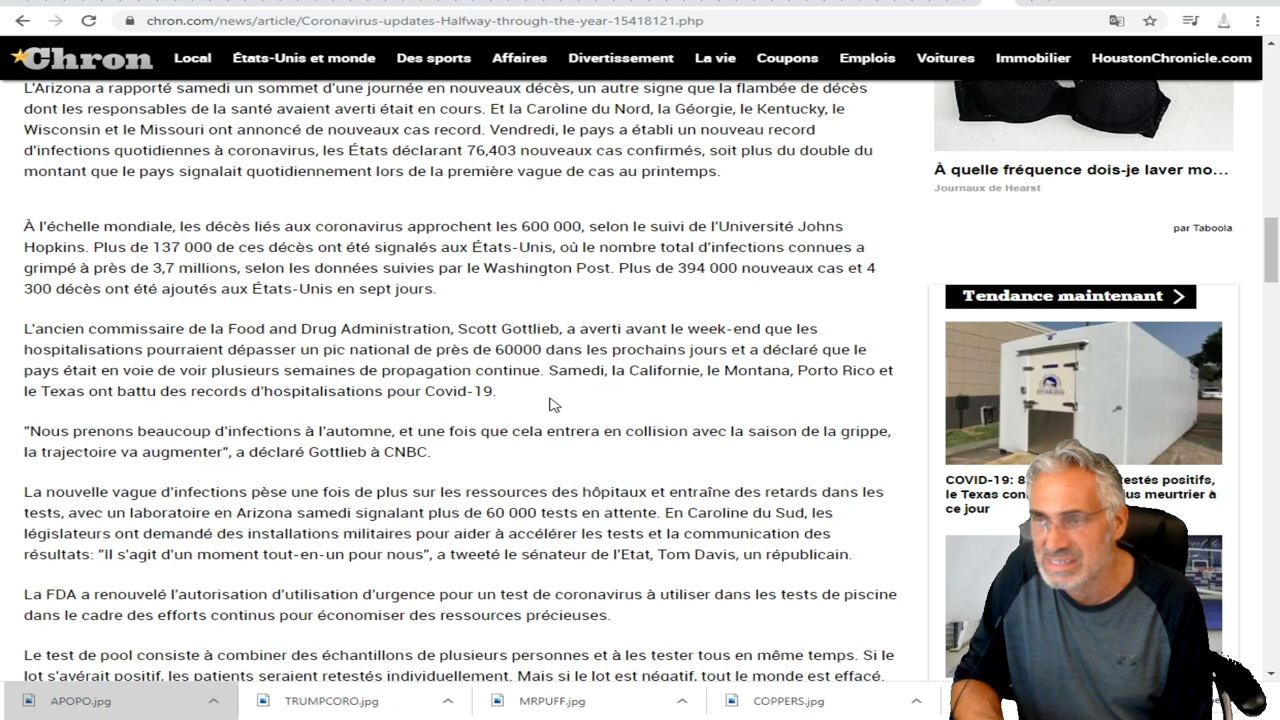 chron.com/news/article/Coronavirus-updates-Halfway-through-the-year-15418121.php
Chron
Local
États-Unis et monde
Des sports
Affaires
Divertissement
La vie
Coupons
Emplois
Voitures
Immobilier
HoustonChronicle.com
L'Arizona a rapporté samedi un sommet d'une journée en nouveaux décès, un autre signe que la flambée de décès
dont les responsables de la santé avaient averti était en cours. Et la Caroline du Nord, la Géorgie, le Kentucky, le
Wisconsin et le Missouri ont annoncé de nouveaux cas record. Vendredi, le pays a établi un nouveau record
d'infections quotidiennes à coronavirus, les États déclarant 76,403 nouveaux cas confirmés, soit plus du double du
montant que le pays signalait quotidiennement lors de la première vague de cas au printemps.
À l'échelle mondiale, les décès liés aux coronavirus approchent les 600 000, selon le suivi de l'Université Johns
Hopkins. Plus de 137 000 de ces décès ont été signalés aux États-Unis, où le nombre total d'infections connues a
grimpé à près de 3,7 millions, selon les données suivies par le Washington Post. Plus de 394 000 nouveaux cas et 4
300 décès ont été ajoutés aux États-Unis en sept jours.
L'ancien commissaire de la Food and Drug Administration, Scott Gottlieb, a averti avant le week-end que les
hospitalisations pourraient dépasser un pic national de près de 60000 dans les prochains jours et a déclaré que le
pays était en voie de voir plusieurs semaines de propagation continue. Samedi, la Californie, le Montana, Porto Rico et
le Texas ont battu des records d'hospitalisations pour Covid-19.
"Nous prenons beaucoup d'infections à l'automne, et une fois que cela entrera en collision avec la saison de la grippe,
la trajectoire va augmenter", a déclaré Gottlieb à CNBC.
La nouvelle vague d'infections pèse une fois de plus sur les ressources des hôpitaux et entraîne des retards dans les
tests, avec un laboratoire en Arizona samedi signalant plus de 60 000 tests en attente. En Caroline du Sud, les
législateurs ont demandé des installations militaires pour aider à accélérer les tests et la communication des
résultats: "Il s'agit d'un moment tout-en-un pour nous", a tweeté le sénateur de l'Etat, Tom Davis, un républicain.
La FDA a renouvelé l'autorisation d'utilisation d'urgence pour un test de coronavirus à utiliser dans les tests de piscine
dans le cadre des efforts continus pour économiser des ressources précieuses.
Le test de pool consiste à combiner des échantillons de plusieurs personnes et à les tester tous en même temps. Si le
lot s'avérait positif, les patients seraient retestés individuellement. Mais si le lot est négatif, tout le monde est effacé.
À quelle fréquence dois-je laver mo...
Journaux de Hearst
par Taboola
Tendance maintenant
COVID-19: 8 testés positifs,
le Texas con us meurtrier à
ce jour
APOPO.jpg
TRUMPCORO.jpg
MRPUFF.jpg
COPPERS.jpg